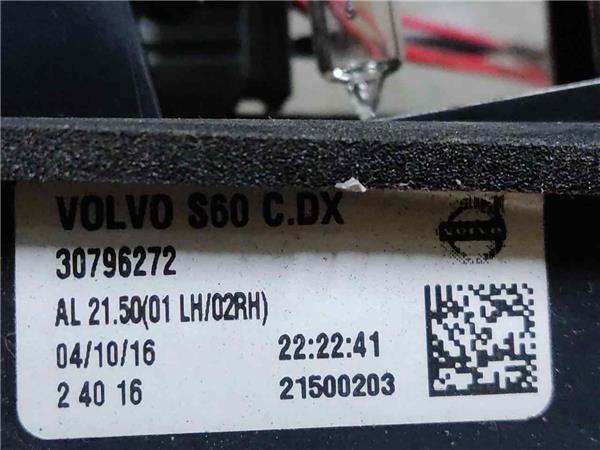 VOLVO S60 C.DX
VOLVO
30796272
AL 21.50(01 LH/02RH)
04/10/16 22:22:41
2 40 16 21500203